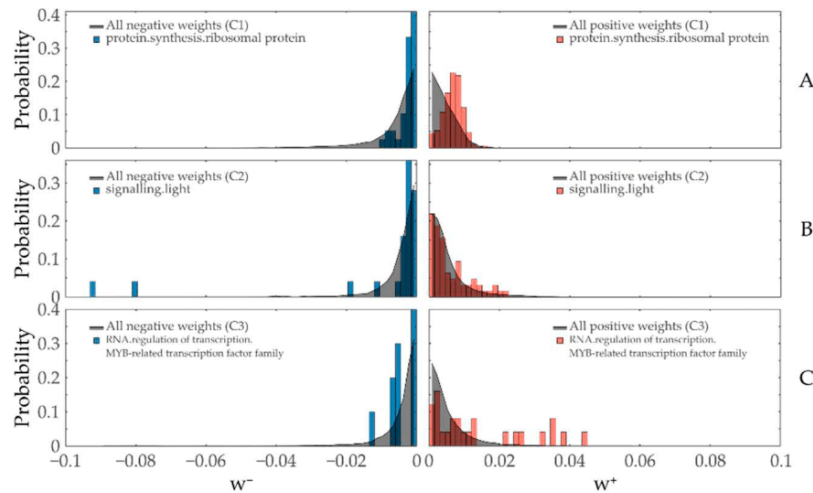 All negative weights (C1)
protein.synthesis.ribosomal protein
All positive weights (C1)
protein.synthesis.ribosomal protein
0.4
0.3
0.2
0.1
0
Probability
A
All negative weights (C2)
signalling.light
All positive weights (C2)
signalling.light
0.3
0.2
0.1
0
Probability
B
All negative weights (C3)
RNA.regulation of transcription.
MYB-related transcription factor family
All positive weights (C3)
RNA.regulation of transcription.
MYB-related transcription factor family
0.4
0.3
0.2
0.1
0
Probability
C
−0.1 −0.08 −0.06 −0.04 −0.02 0
0 0.02 0.04 0.06 0.08 0.1
w⁻
w⁺